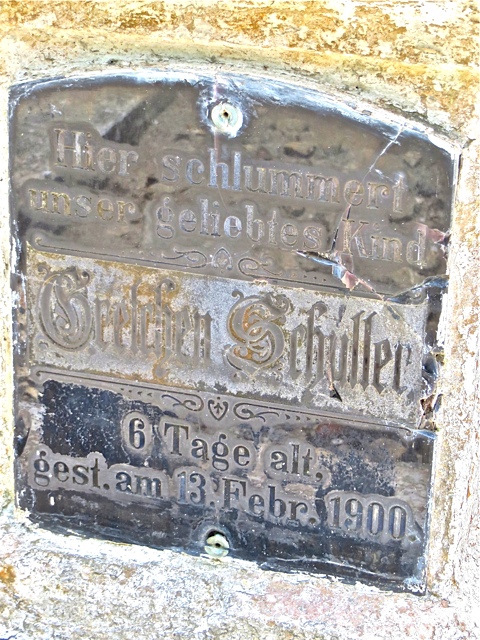 Hier schlummert
unser geliebtes Kind
Gretchen Schüller
6 Tage alt,
gest. am 13. Febr. 1900.